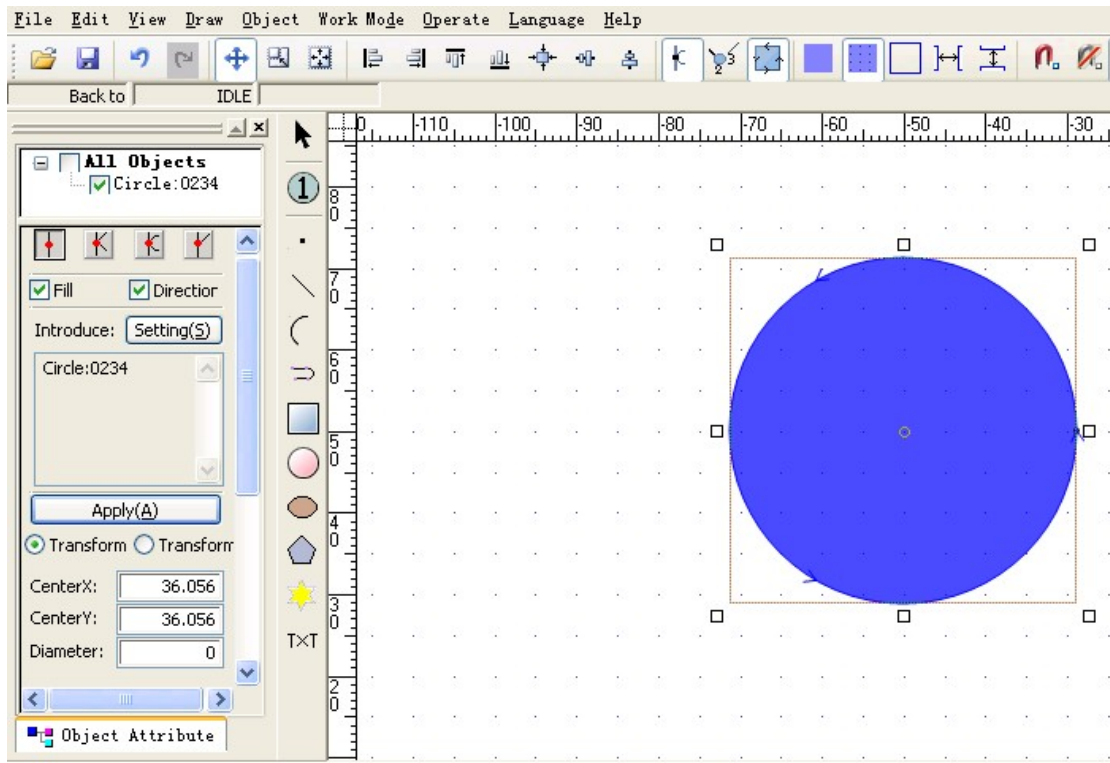 File Edit View Draw Object Work Mode Operate Language Help
Back to IDLE
0 -110 -100 -90 -80 -70 -60 -50 -40 -30
All Objects
Circle:0234
1
80
Fill Direction
70
Introduce: Setting(S)
Circle:0234
60
50
Apply(A)
40
Transform Transform
CenterX: 36.056
CenterY: 36.056
30
Diameter: 0
TXT
20
Object Attribute